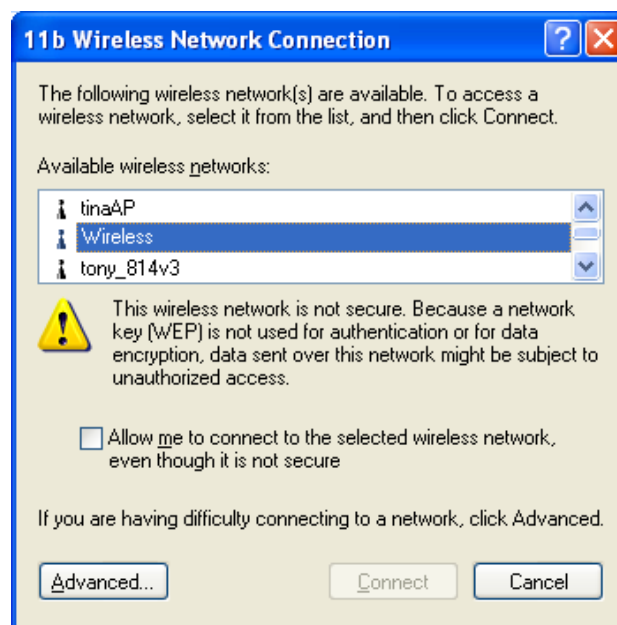 11b Wireless Network Connection
The following wireless network(s) are available. To access a
wireless network, select it from the list, and then click Connect.
Available wireless networks:
tinaAP
Wireless
tony_814v3
This wireless network is not secure. Because a network
key (WEP) is not used for authentication or for data
encryption, data sent over this network might be subject to
unauthorized access.
Allow me to connect to the selected wireless network,
even though it is not secure
If you are having difficulty connecting to a network, click Advanced.
Advanced... Connect Cancel